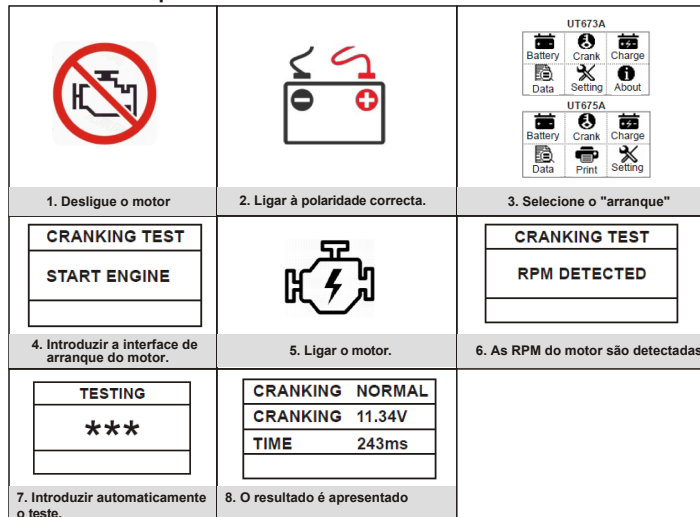 UT673A
Battery Crank Charge
Data Setting About
UT675A
Battery Crank Charge
Data Print Setting
1. Desligue o motor
2. Ligar à polaridade correcta.
3. Selecione o "arranque"
CRANKING TEST
START ENGINE
CRANKING TEST
RPM DETECTED
4. Introduzir a interface de
arranque do motor.
5. Ligar o motor.
6. As RPM do motor são detectadas
TESTING
***
CRANKING NORMAL
CRANKING 11.34V
TIME 243ms
7. Introduzir automaticamente
o teste.
8. O resultado é apresentado